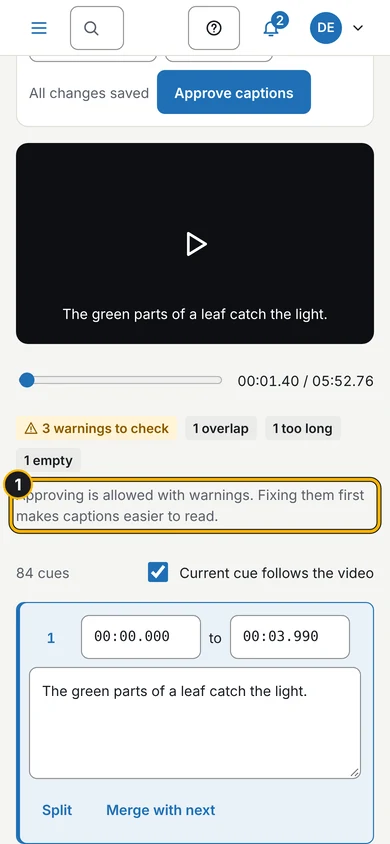 2
DE
All changes saved
Approve captions
The green parts of a leaf catch the light.
00:01.40 / 05:52.76
3 warnings to check
1 overlap
1 too long
1 empty
1
Approving is allowed with warnings. Fixing them first
makes captions easier to read.
84 cues
Current cue follows the video
1
00:00.000
to
00:03.990
The green parts of a leaf catch the light.
Split
Merge with next